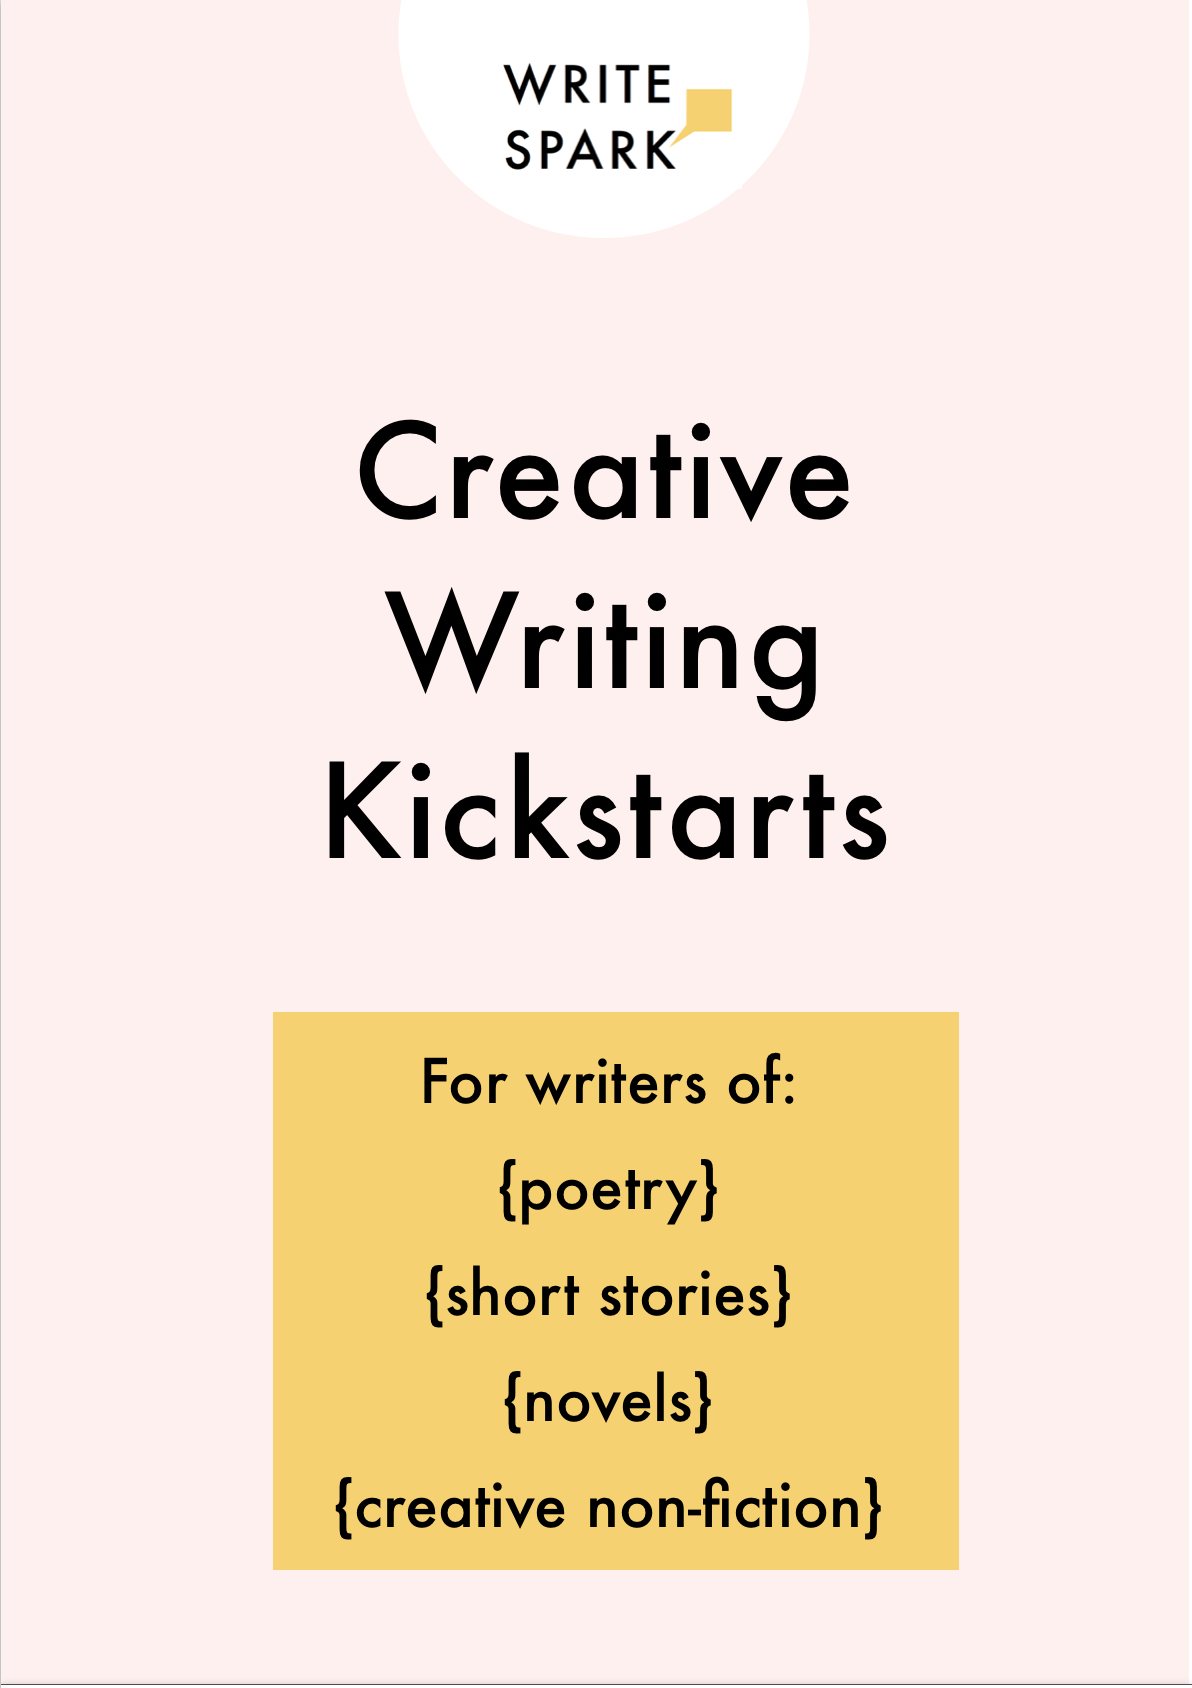 WRITE
SPARK
Creative
Writing
Kickstarts
For writers of:
{poetry}
{short stories}
{novels}
{creative non-fiction}